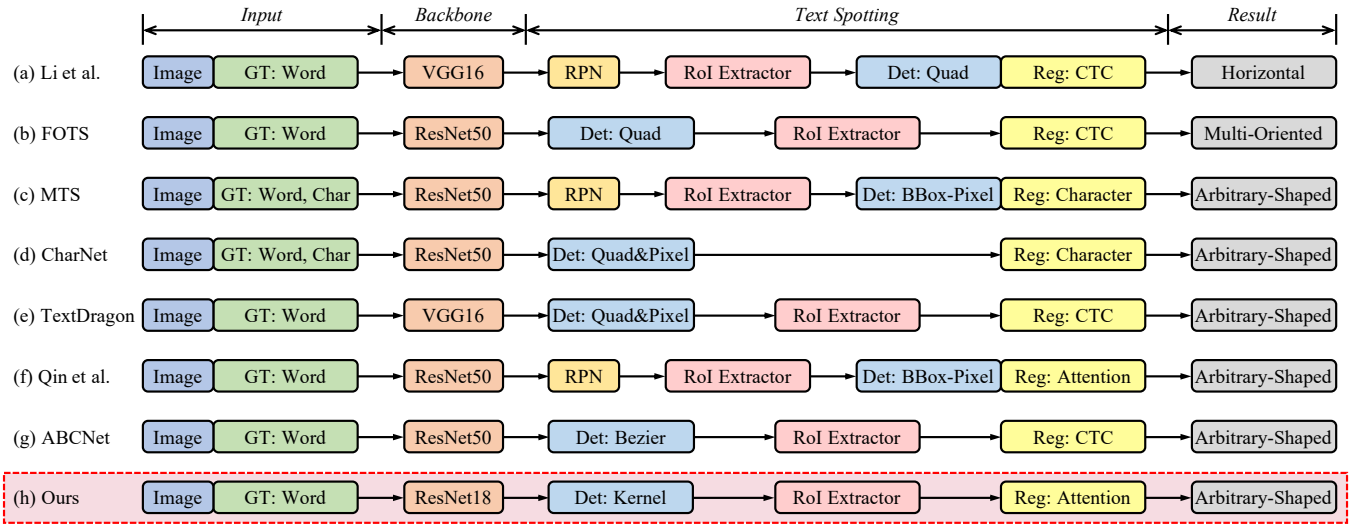 Input Backbone Text Spotting Result
(a) Li et al. Image GT: Word VGG16 RPN RoI Extractor Det: Quad Reg: CTC Horizontal
(b) FOTS Image GT: Word ResNet50 Det: Quad RoI Extractor Reg: CTC Multi-Oriented
(c) MTS Image GT: Word, Char ResNet50 RPN RoI Extractor Det: BBox-Pixel Reg: Character Arbitrary-Shaped
(d) CharNet Image GT: Word, Char ResNet50 Det: Quad&Pixel Reg: Character Arbitrary-Shaped
(e) TextDragon Image GT: Word VGG16 Det: Quad&Pixel RoI Extractor Reg: CTC Arbitrary-Shaped
(f) Qin et al. Image GT: Word ResNet50 RPN RoI Extractor Det: BBox-Pixel Reg: Attention Arbitrary-Shaped
(g) ABCNet Image GT: Word ResNet50 Det: Bezier RoI Extractor Reg: CTC Arbitrary-Shaped
(h) Ours Image GT: Word ResNet18 Det: Kernel RoI Extractor Reg: Attention Arbitrary-Shaped